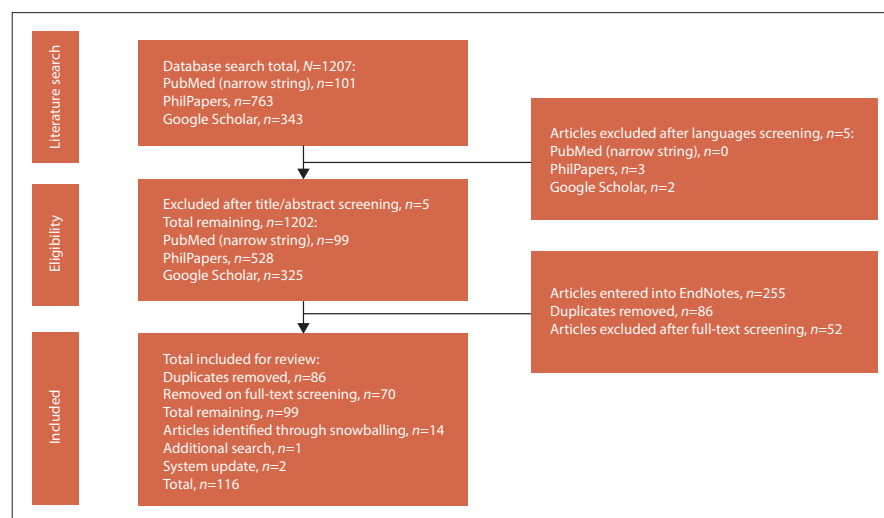 Literature search
Database search total, N=1207:
PubMed (narrow string), n=101
PhilPapers, n=763
Google Scholar, n=343
Articles excluded after languages screening, n=5:
PubMed (narrow string), n=0
PhilPapers, n=3
Google Scholar, n=2
Eligibility
Excluded after title/abstract screening, n=5
Total remaining, n=1202:
PubMed (narrow string), n=99
PhilPapers, n=528
Google Scholar, n=325
Articles entered into EndNotes, n=255
Duplicates removed, n=86
Articles excluded after full-text screening, n=52
Included
Total included for review:
Duplicates removed, n=86
Removed on full-text screening, n=70
Total remaining, n=99
Articles identified through snowballing, n=14
Additional search, n=1
System update, n=2
Total, n=116